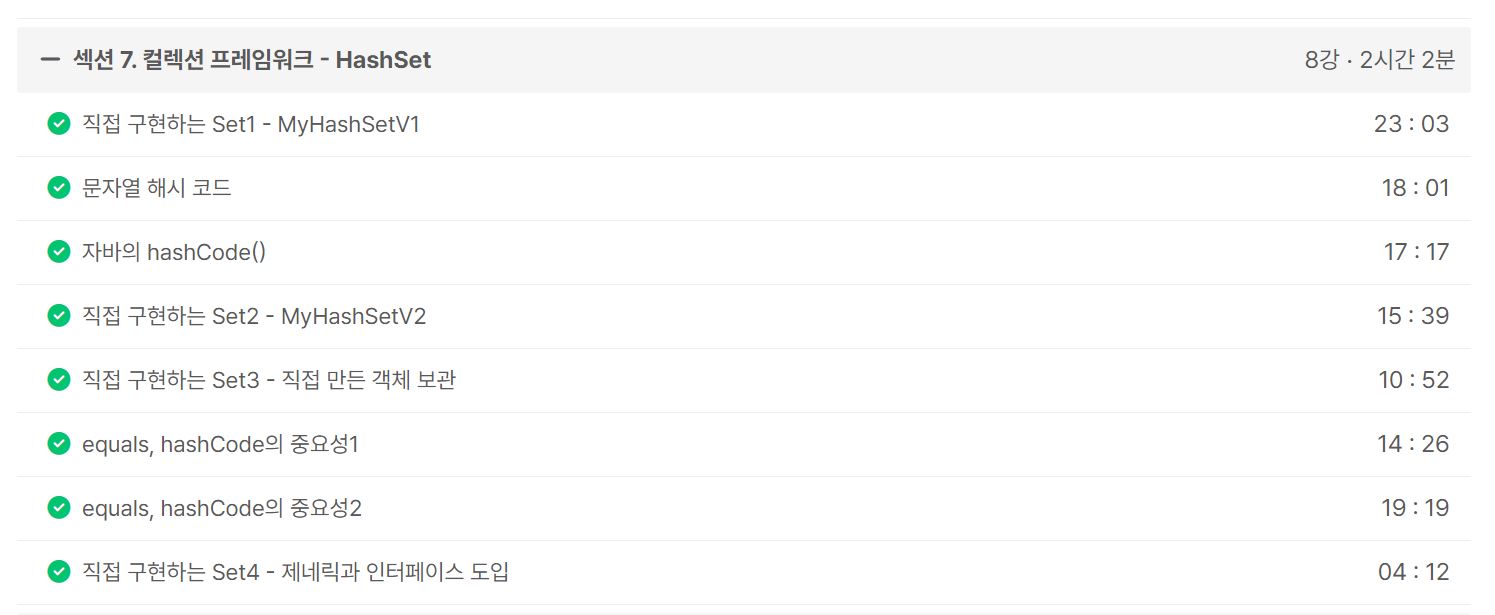 섹션 7. 컬렉션 프레임워크 - HashSet 8강 · 2시간 2분
직접 구현하는 Set1 - MyHashSetV1 23 : 03
문자열 해시 코드 18 : 01
자바의 hashCode() 17 : 17
직접 구현하는 Set2 - MyHashSetV2 15 : 39
직접 구현하는 Set3 - 직접 만든 객체 보관 10 : 52
equals, hashCode의 중요성1 14 : 26
equals, hashCode의 중요성2 19 : 19
직접 구현하는 Set4 - 제네릭과 인터페이스 도입 04 : 12